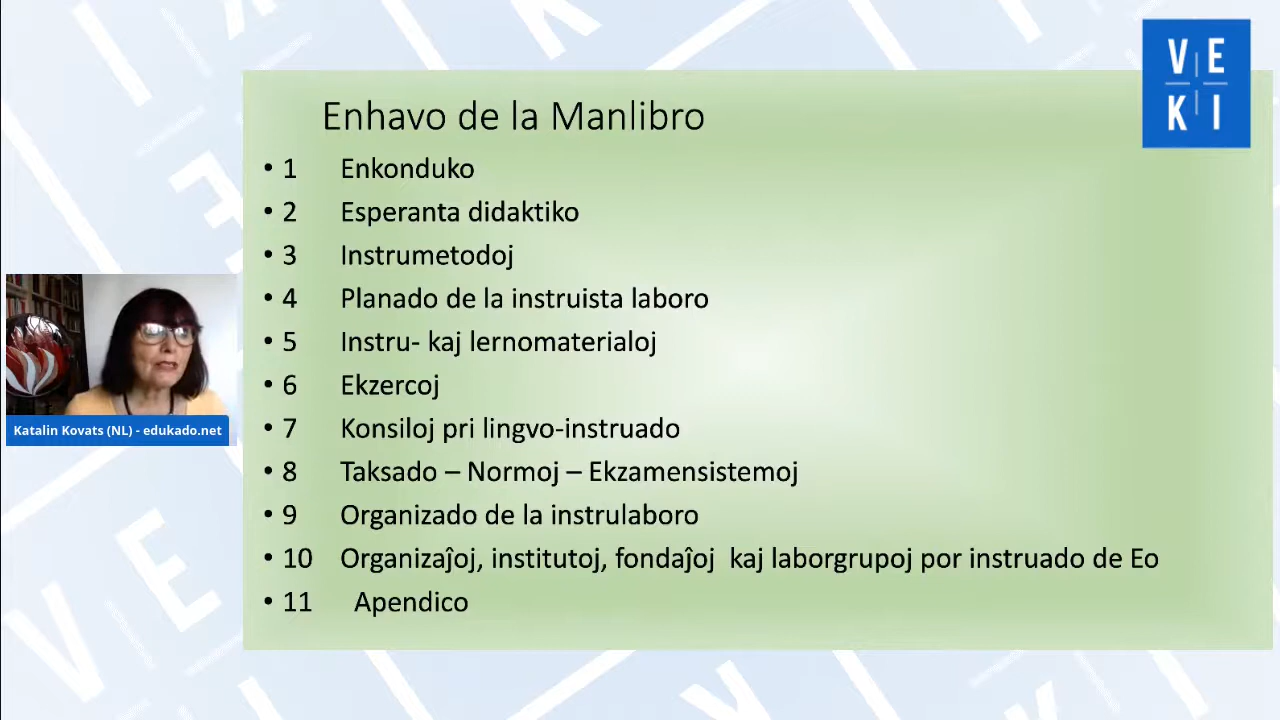 Enhavo de la Manlibro
• 1 Enkonduko
• 2 Esperanta didaktiko
• 3 Instrumetodoj
• 4 Planado de la instruista laboro
• 5 Instru- kaj lernomaterialoj
• 6 Ekzercoj
• 7 Konsiloj pri lingvo-instruado
• 8 Taksado – Normoj – Ekzamensistemoj
• 9 Organizado de la instrulaboro
• 10 Organizaĵoj, institutoj, fondaĵoj kaj laborgrupoj por instruado de Eo
• 11 Apendico
VE
KI
Katalin Kovats (NL) - edukado.net